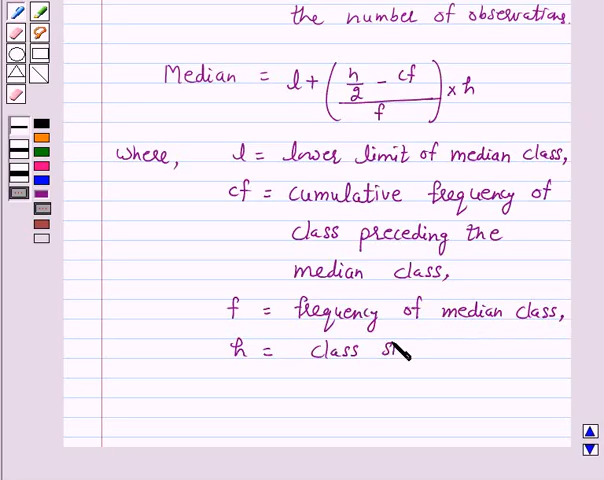 the number of observations.
Median = l + ( h/2 - cf / f ) × h
where, l = lower limit of median class,
cf = cumulative frequency of
class preceding the
median class,
f = frequency of median class,
h = class s